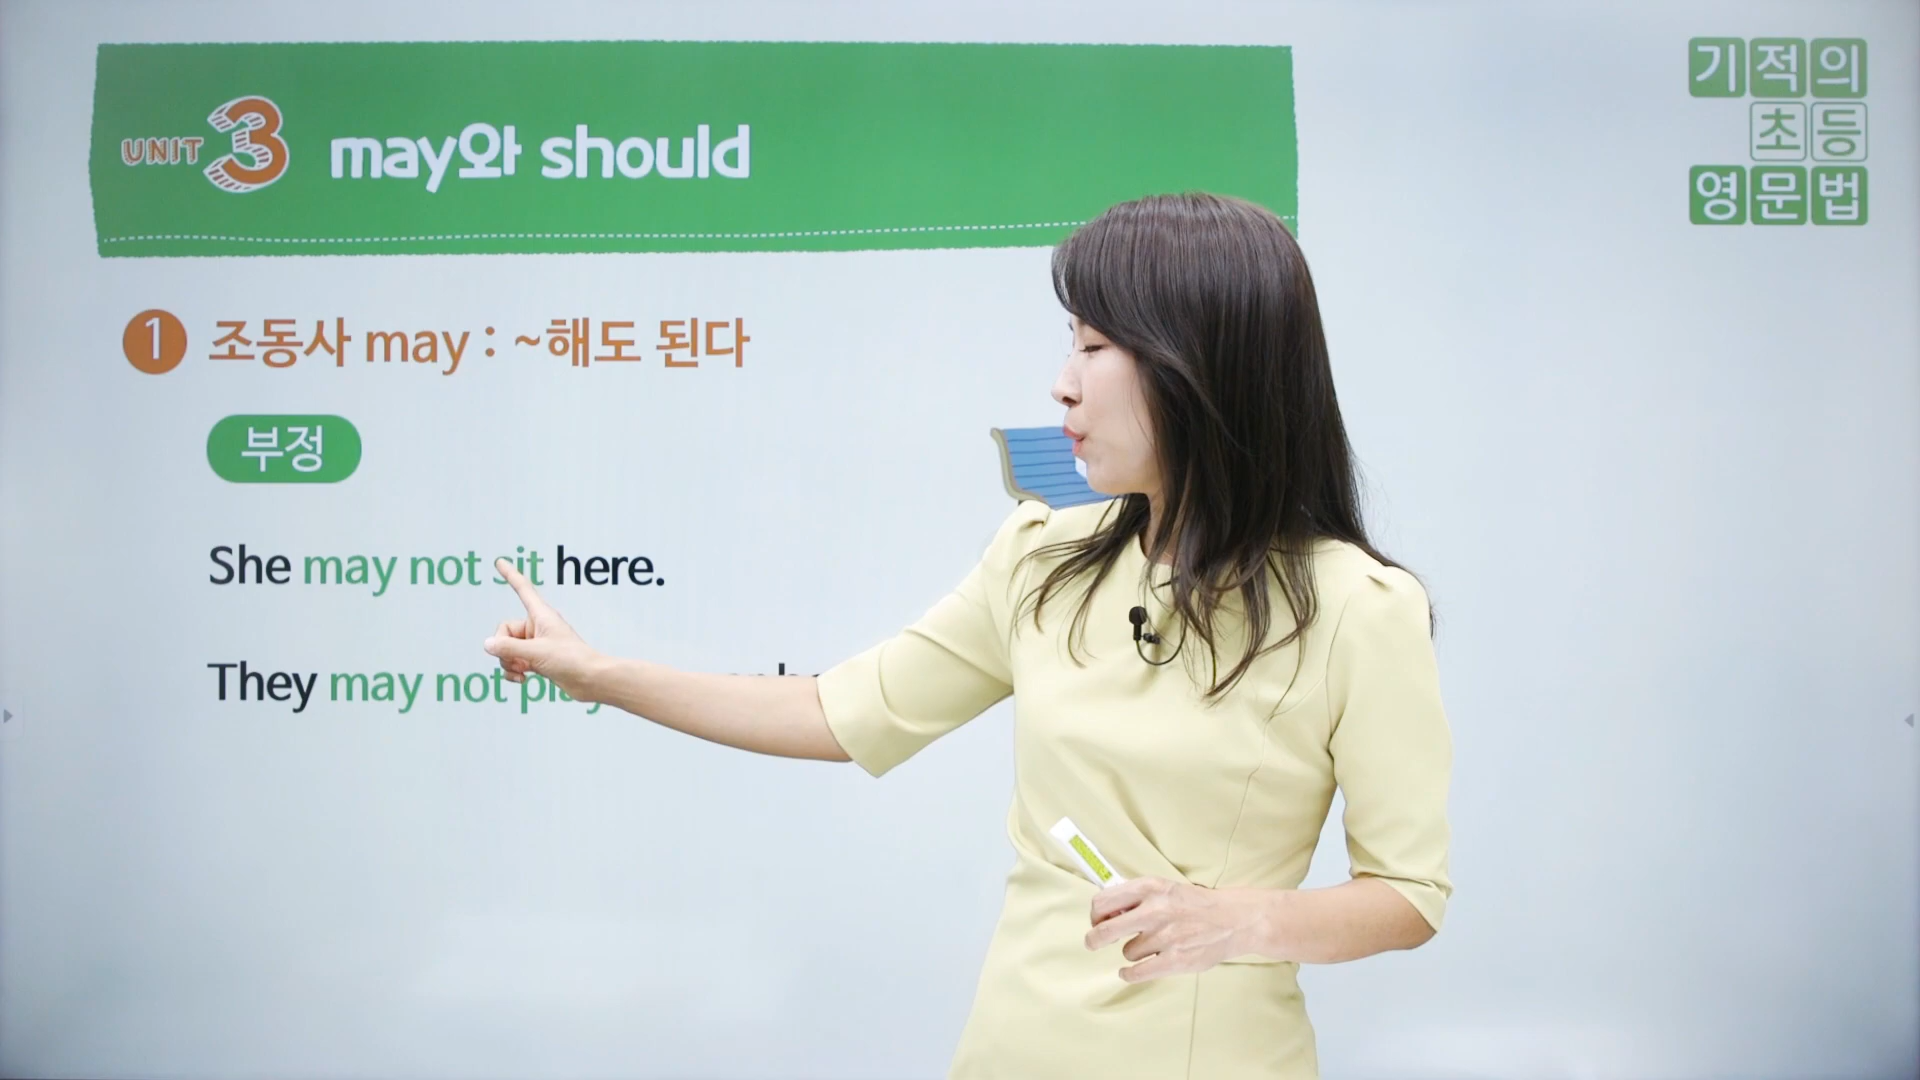 UNIT 3 may와 should
기적의
초등
영문법
1 조동사 may : ~해도 된다
부정
She may not sit here.
They may not play